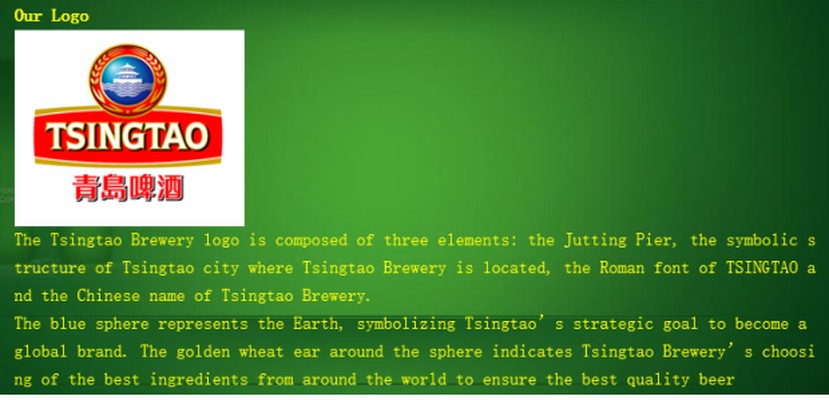 Our Logo
TSINGTAO
青島啤酒
The Tsingtao Brewery logo is composed of three elements: the Jutting Pier, the symbolic s
tructure of Tsingtao city where Tsingtao Brewery is located, the Roman font of TSINGTAO a
nd the Chinese name of Tsingtao Brewery.
The blue sphere represents the Earth, symbolizing Tsingtao’s strategic goal to become a
global brand. The golden wheat ear around the sphere indicates Tsingtao Brewery’s choosi
ng of the best ingredients from around the world to ensure the best quality beer